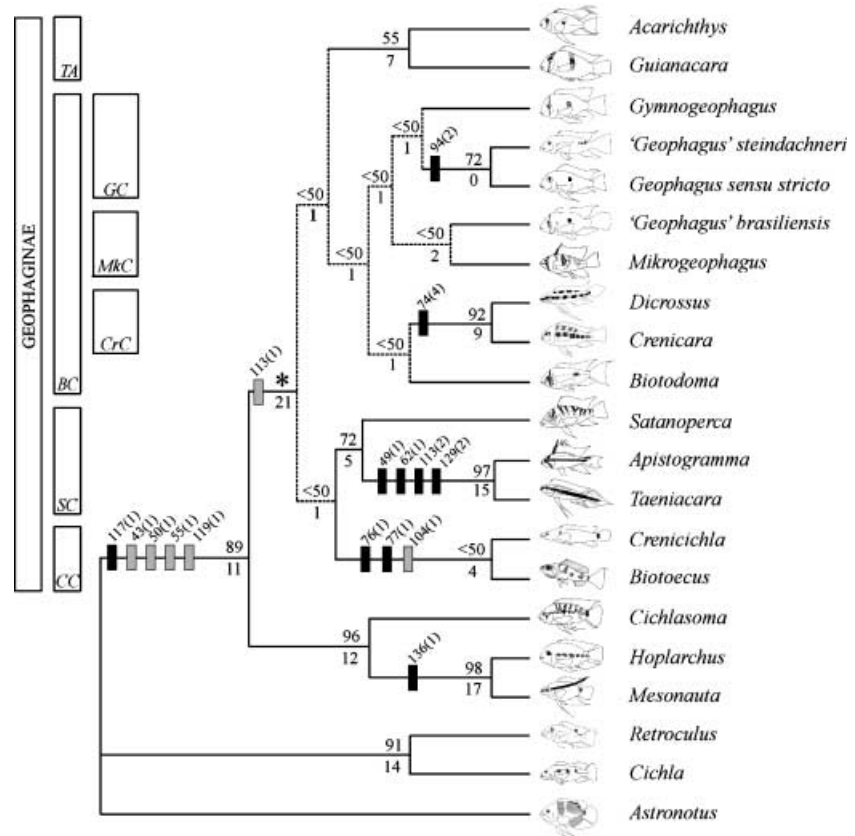 GEOPHAGINAE
TA
BC
SC
CC
GC
MkC
CrC
Acarichthys
Guianacara
Gymnogeophagus
'Geophagus' steindachneri
Geophagus sensu stricto
'Geophagus' brasiliensis
Mikrogeophagus
Dicrossus
Crenicara
Biotodoma
Satanoperca
Apistogramma
Taeniacara
Crenicichla
Biotoecus
Cichlasoma
Hoplarchus
Mesonauta
Retroculus
Cichla
Astronotus
55
7
<50
1
94(2)
72
0
<50
1
<50
1
<50
1
<50
2
74(4)
92
9
<50
1
113(1)
*
21
72
5
49(1)
62(1)
113(2)
129(2)
97
15
<50
1
76(1)
77(1)
104(1)
<50
4
117(1)
43(1)
50(1)
55(1)
119(1)
89
11
96
12
136(1)
98
17
91
14